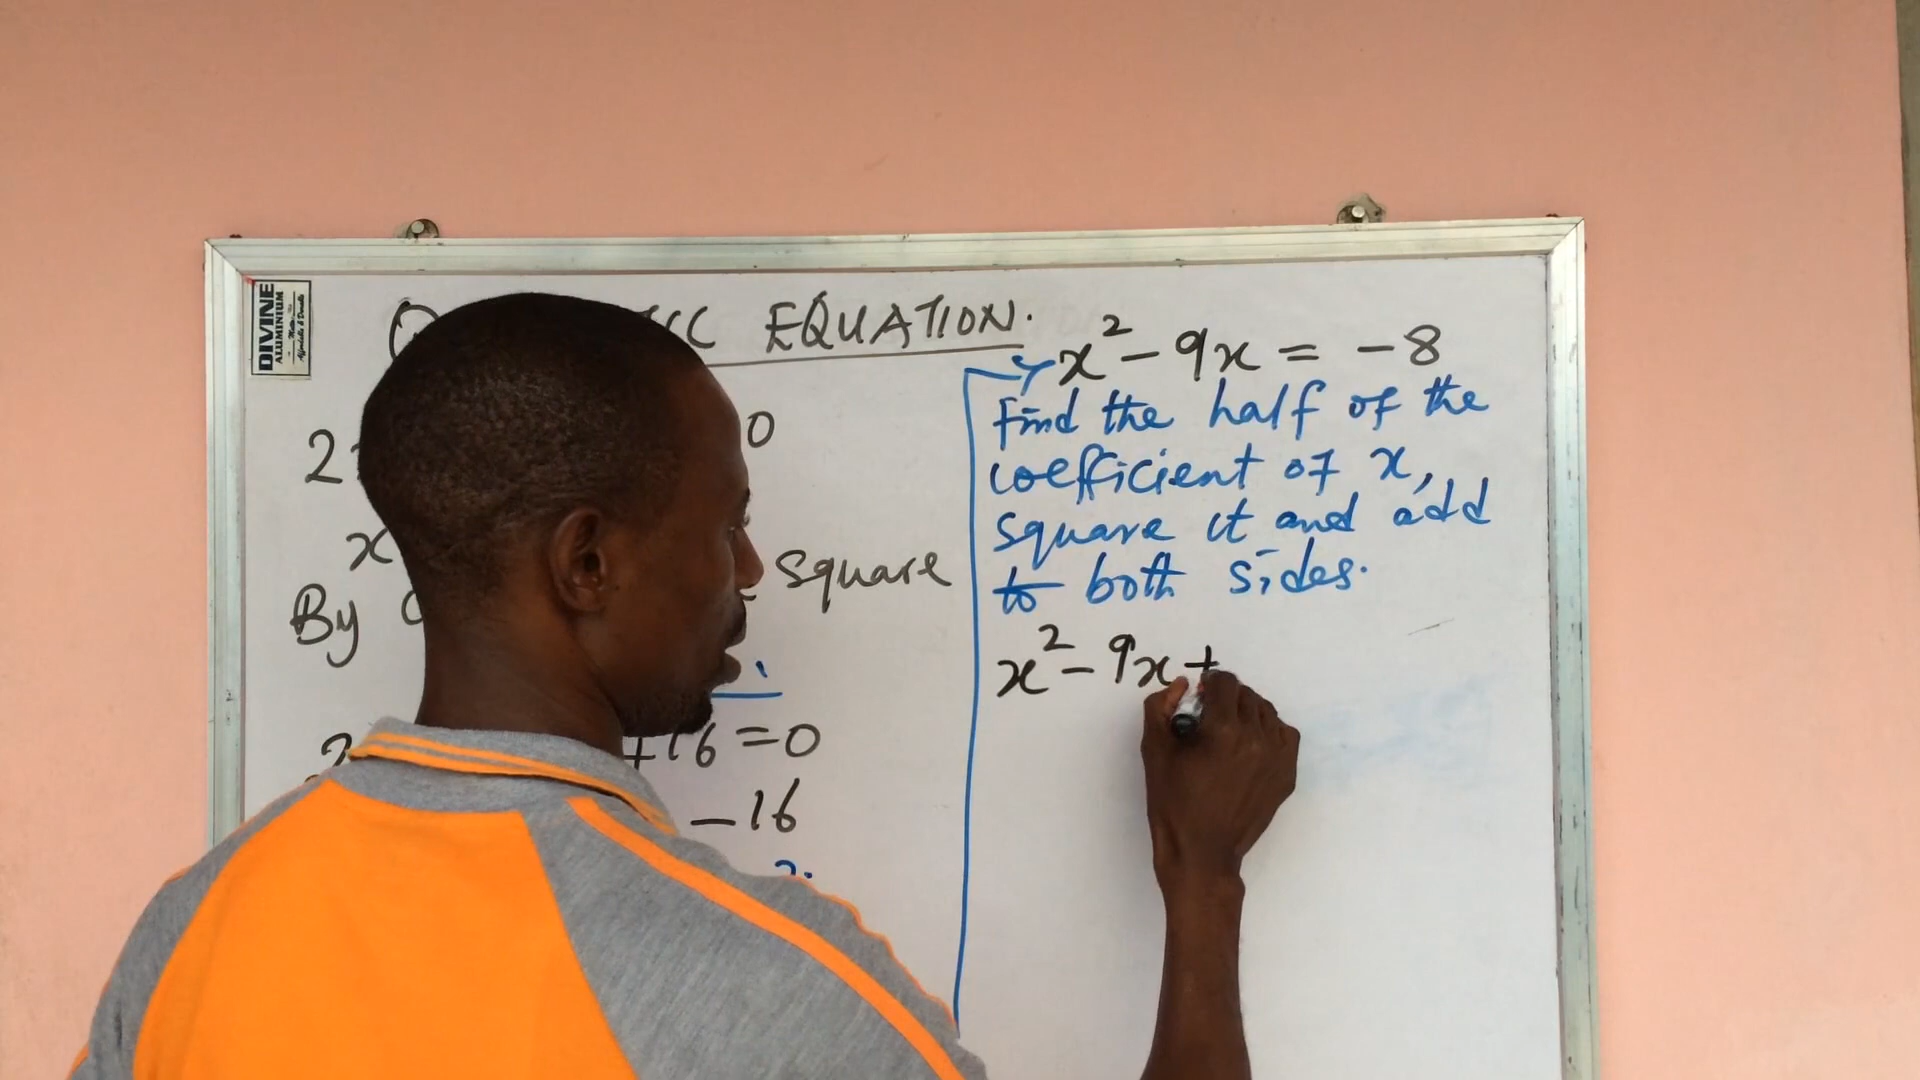 DIVINE
ALUMINIUM
EQUATION.
2 0
x
By square
+16=0
-16
x² - 9x = -8
Find the half of the
coefficient of x,
square it and add
to both sides.
x² - 9x +